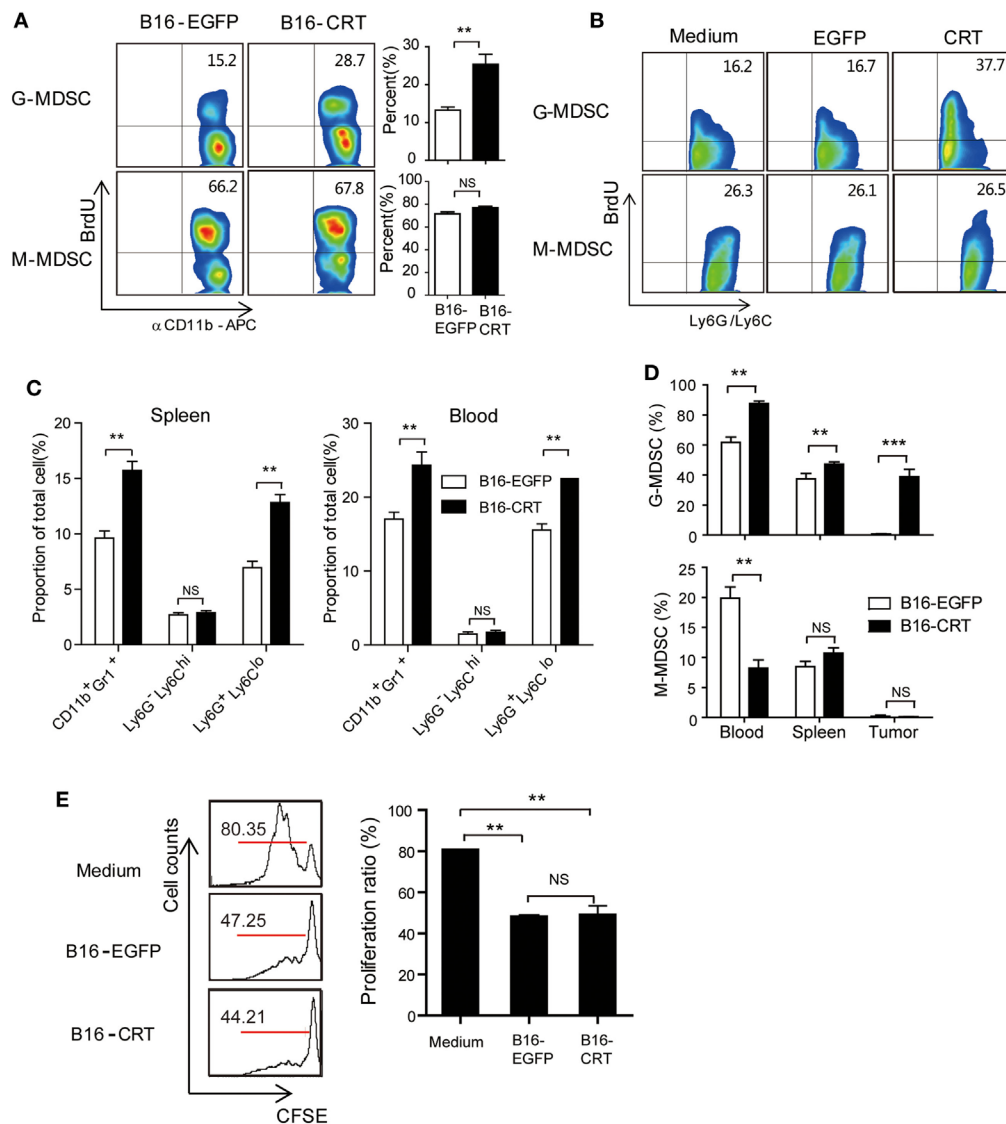 A
B16-EGFP B16-CRT
G-MDSC
15.2
28.7
M-MDSC
66.2
67.8
BrdU
αCD11b-APC
Percent(%)
30
20
10
0
**
Percent(%)
100
80
60
40
20
0
NS
B16-
EGFP
B16-
CRT
B
Medium EGFP CRT
G-MDSC
16.2
16.7
37.7
M-MDSC
26.3
26.1
26.5
BrdU
Ly6G/Ly6C
C
Spleen
Proportion of total cell(%)
20
15
10
5
0
**
NS
**
CD11b+Gr1+
Ly6G-Ly6Chi
Ly6G+Ly6Clo
Blood
Proportion of total cell(%)
30
20
10
0
**
NS
**
B16-EGFP
B16-CRT
CD11b+Gr1+
Ly6G-Ly6Chi
Ly6G+Ly6Clo
D
G-MDSC (%)
100
80
60
40
20
0
**
**
***
M-MDSC (%)
25
20
15
10
5
0
**
NS
NS
B16-EGFP
B16-CRT
Blood Spleen Tumor
E
Cell counts
Medium
80.35
B16-EGFP
47.25
B16-CRT
44.21
CFSE
Proliferation ratio (%)
100
80
60
40
20
0
**
**
NS
Medium
B16-
EGFP
B16-
CRT